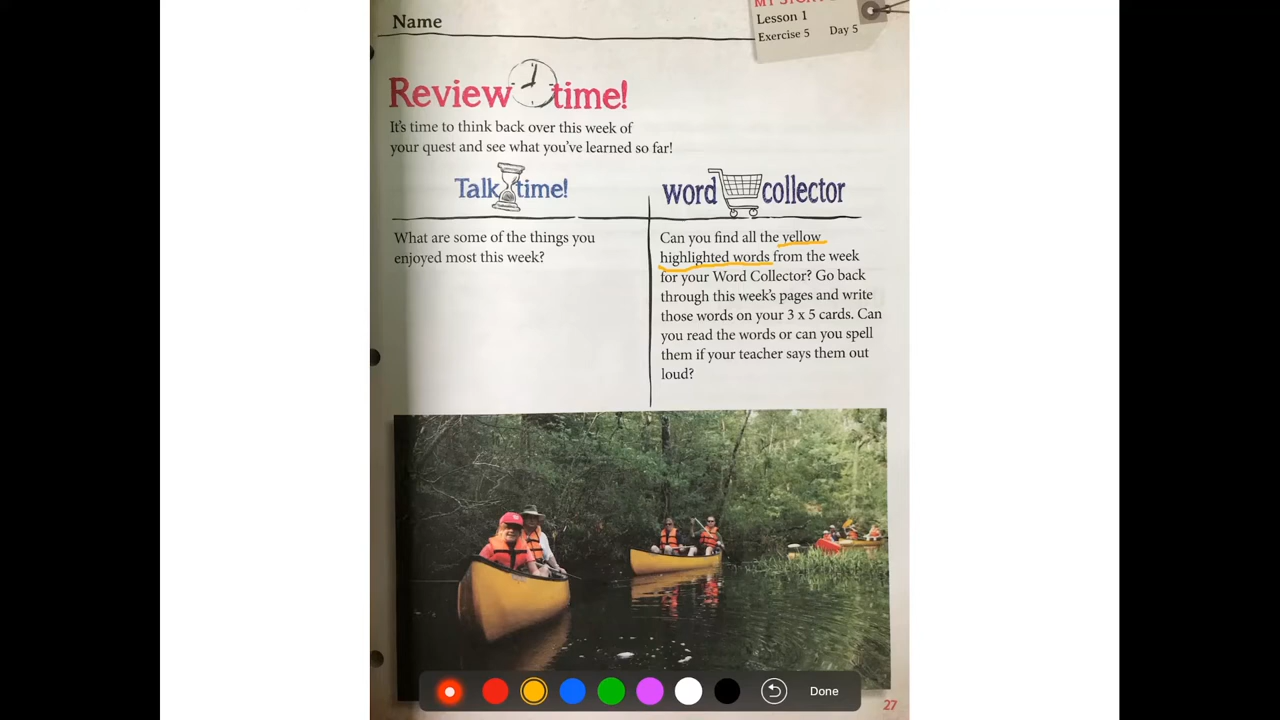 Name
MY STORY
Lesson 1
Exercise 5 Day 5
Review time!
It's time to think back over this week of
your quest and see what you've learned so far!
Talk time!
What are some of the things you
enjoyed most this week?
word collector
Can you find all the yellow
highlighted words from the week
for your Word Collector? Go back
through this week's pages and write
those words on your 3 x 5 cards. Can
you read the words or can you spell
them if your teacher says them out
loud?
Done
27